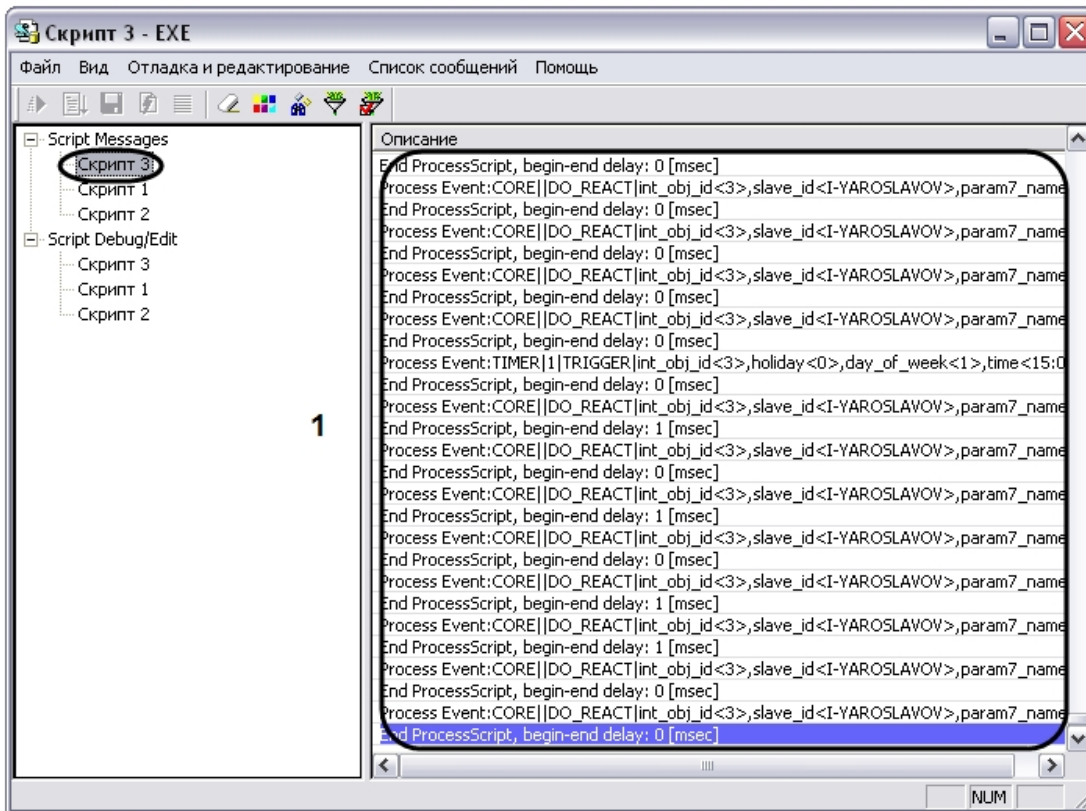 Скрипт 3 - EXE
Файл Вид Отладка и редактирование Список сообщений Помощь
Script Messages
Скрипт 3
Скрипт 1
Скрипт 2
Script Debug/Edit
Скрипт 3
Скрипт 1
Скрипт 2
1
Описание
End ProcessScript, begin-end delay: 0 [msec]
Process Event:CORE||DO_REACT|int_obj_id<3>,slave_id<I-YAROSLAVOV>,param7_name
End ProcessScript, begin-end delay: 0 [msec]
Process Event:CORE||DO_REACT|int_obj_id<3>,slave_id<I-YAROSLAVOV>,param7_name
End ProcessScript, begin-end delay: 0 [msec]
Process Event:CORE||DO_REACT|int_obj_id<3>,slave_id<I-YAROSLAVOV>,param7_name
End ProcessScript, begin-end delay: 0 [msec]
Process Event:CORE||DO_REACT|int_obj_id<3>,slave_id<I-YAROSLAVOV>,param7_name
End ProcessScript, begin-end delay: 0 [msec]
Process Event:TIMER|1|TRIGGER|int_obj_id<3>,holiday<0>,day_of_week<1>,time<15:0
End ProcessScript, begin-end delay: 0 [msec]
Process Event:CORE||DO_REACT|int_obj_id<3>,slave_id<I-YAROSLAVOV>,param7_name
End ProcessScript, begin-end delay: 1 [msec]
Process Event:CORE||DO_REACT|int_obj_id<3>,slave_id<I-YAROSLAVOV>,param7_name
End ProcessScript, begin-end delay: 0 [msec]
Process Event:CORE||DO_REACT|int_obj_id<3>,slave_id<I-YAROSLAVOV>,param7_name
End ProcessScript, begin-end delay: 1 [msec]
Process Event:CORE||DO_REACT|int_obj_id<3>,slave_id<I-YAROSLAVOV>,param7_name
End ProcessScript, begin-end delay: 0 [msec]
Process Event:CORE||DO_REACT|int_obj_id<3>,slave_id<I-YAROSLAVOV>,param7_name
End ProcessScript, begin-end delay: 1 [msec]
Process Event:CORE||DO_REACT|int_obj_id<3>,slave_id<I-YAROSLAVOV>,param7_name
End ProcessScript, begin-end delay: 1 [msec]
Process Event:CORE||DO_REACT|int_obj_id<3>,slave_id<I-YAROSLAVOV>,param7_name
End ProcessScript, begin-end delay: 0 [msec]
Process Event:CORE||DO_REACT|int_obj_id<3>,slave_id<I-YAROSLAVOV>,param7_name
End ProcessScript, begin-end delay: 0 [msec]
NUM